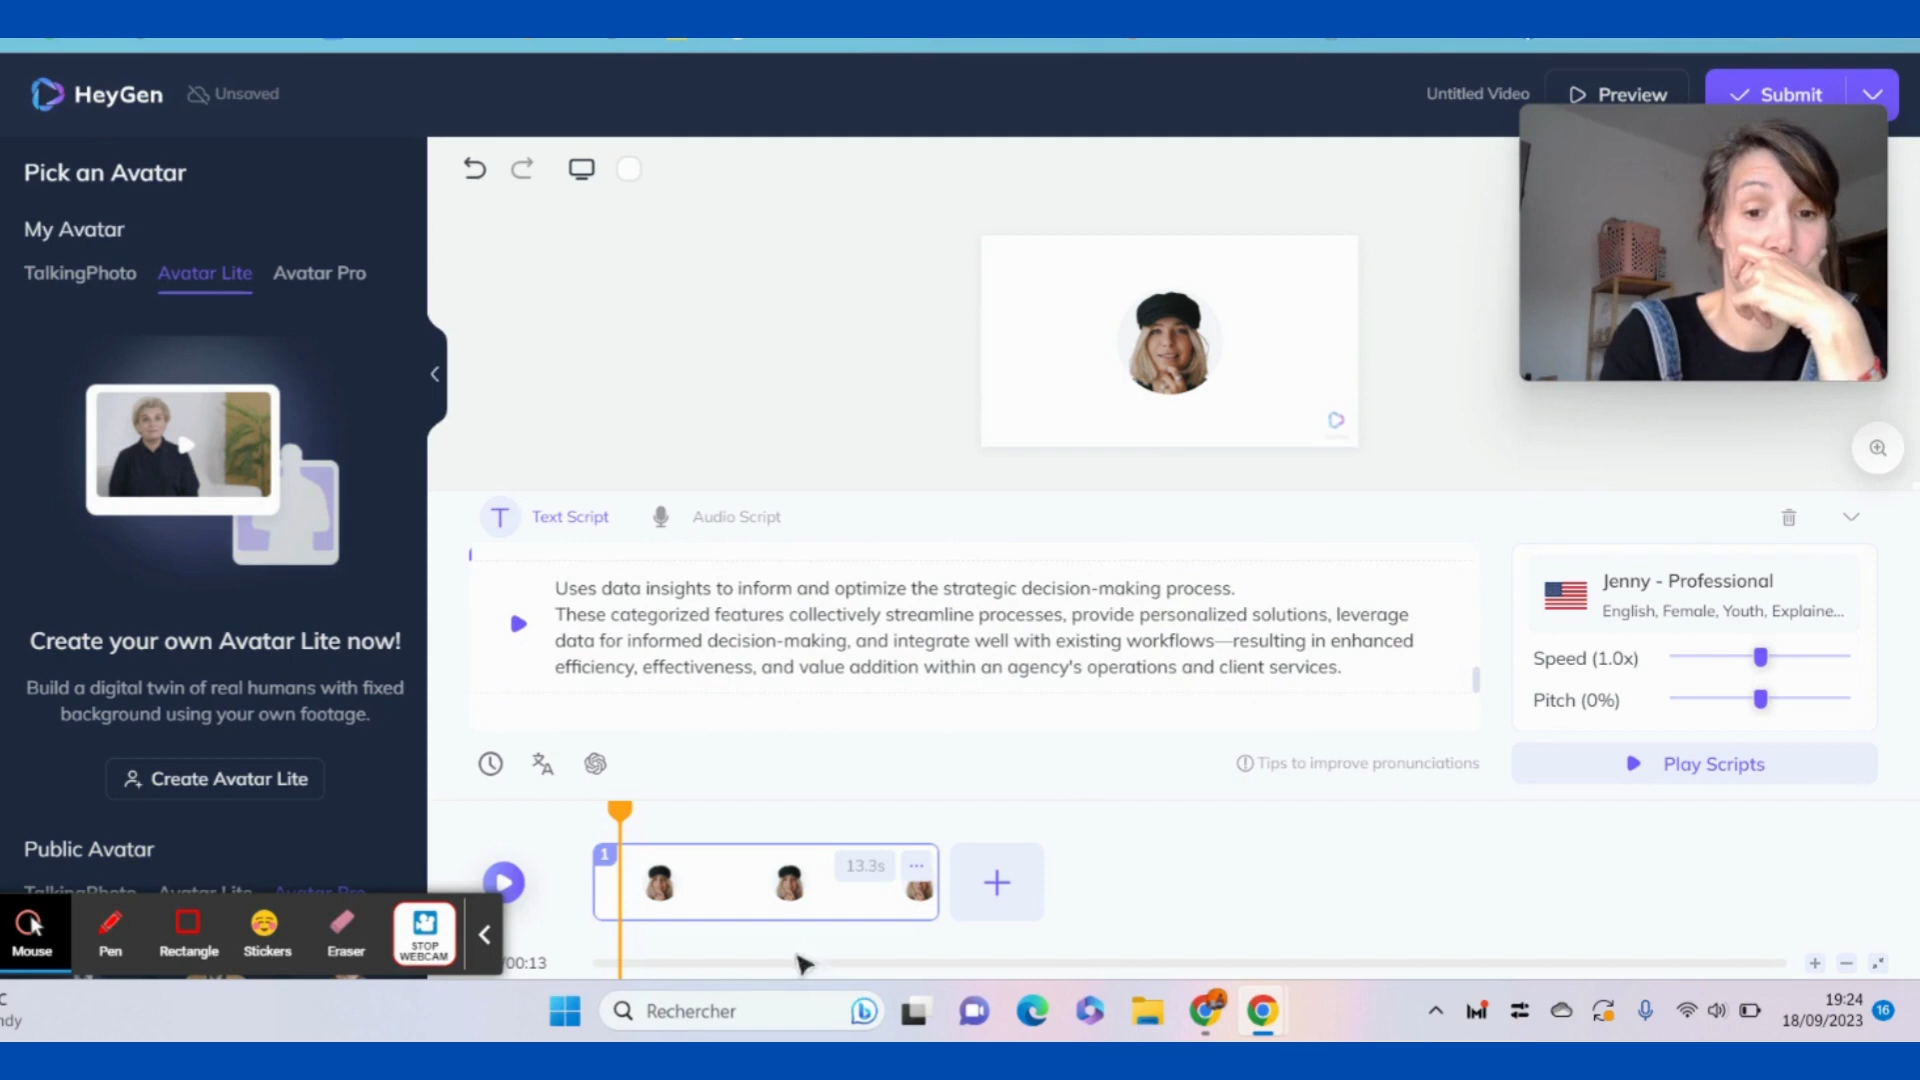 HeyGen
Unsaved
Untitled Video
Preview
Submit
Pick an Avatar
My Avatar
TalkingPhoto Avatar Lite Avatar Pro
Create your own Avatar Lite now!
Build a digital twin of real humans with fixed
background using your own footage.
Create Avatar Lite
Public Avatar
TalkingPhoto Avatar Lite Avatar Pro
T Text Script
Audio Script
Uses data insights to inform and optimize the strategic decision-making process.
These categorized features collectively streamline processes, provide personalized solutions, leverage
data for informed decision-making, and integrate well with existing workflows—resulting in enhanced
efficiency, effectiveness, and value addition within an agency's operations and client services.
Jenny - Professional
English, Female, Youth, Explaine...
Speed (1.0x)
Pitch (0%)
Tips to improve pronunciations
Play Scripts
1
13.3s
Mouse
Pen
Rectangle
Stickers
Eraser
STOP
WEBCAM
/00:13
Rechercher
19:24
18/09/2023
16